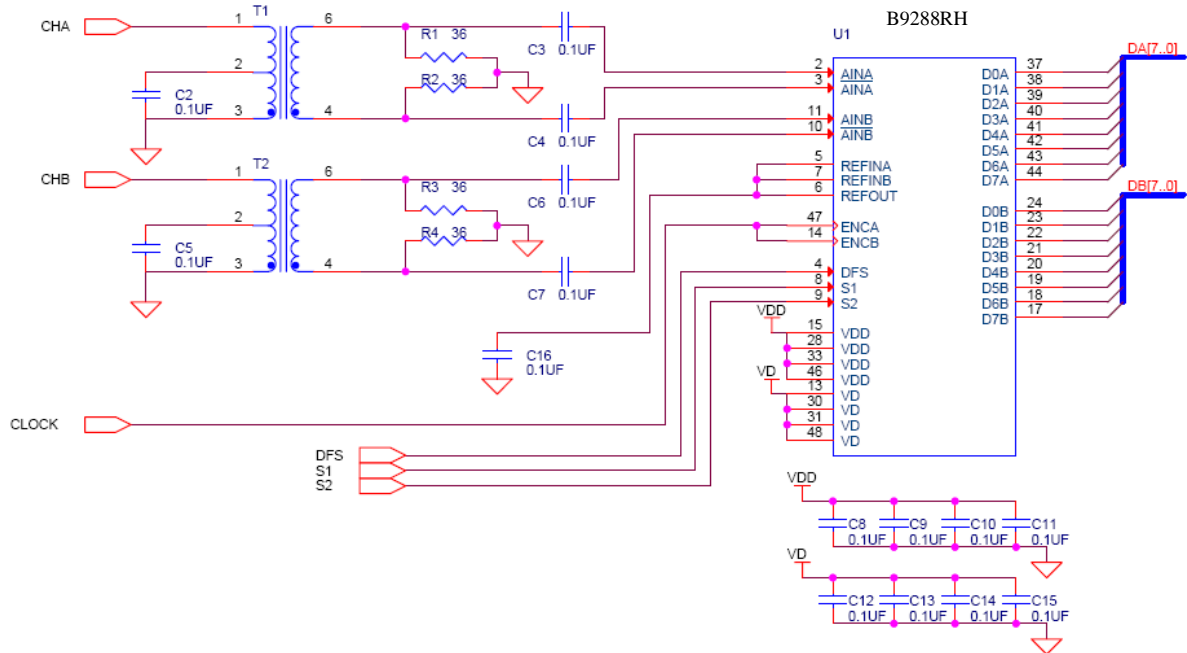 B9288RH
CHA
1
T1
6
R1 36
R2 36
C3
0.1UF
2
C2
0.1UF
3
4
C4
0.1UF
CHB
1
T2
6
R3 36
R4 36
C6
0.1UF
2
C5
0.1UF
3
4
C7
0.1UF
C16
0.1UF
CLOCK
DFS
S1
S2
U1
2 AINA
3 AINA
11 AINB
10 AINB
5 REFINA
7 REFINB
6 REFOUT
47 ENCA
14 ENCB
4 DFS
8 S1
9 S2
VDD
15 VDD
28 VDD
33 VDD
46 VDD
VD
13 VD
30 VD
31 VD
48 VD
D0A 37
D1A 38
D2A 39
D3A 40
D4A 41
D5A 42
D6A 43
D7A 44
D0B 24
D1B 23
D2B 22
D3B 21
D4B 20
D5B 19
D6B 18
D7B 17
DA[7..0]
DB[7..0]
VDD
C8 C9 C10 C11
0.1UF 0.1UF 0.1UF 0.1UF
VD
C12 C13 C14 C15
0.1UF 0.1UF 0.1UF 0.1UF